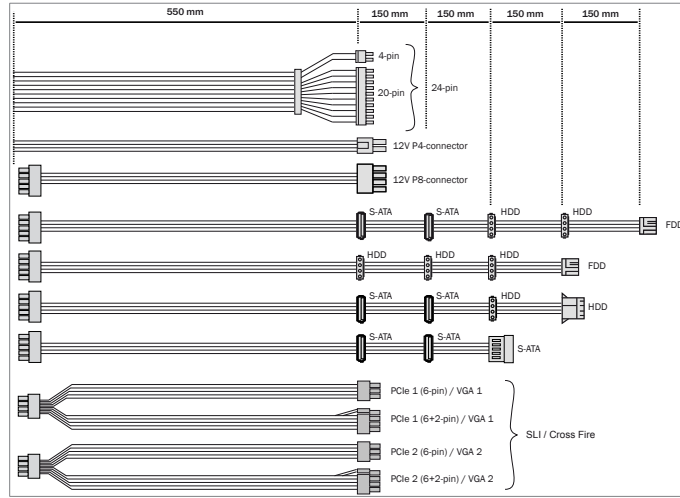 550 mm 150 mm 150 mm 150 mm 150 mm
4-pin
20-pin 24-pin
12V P4-connector
12V P8-connector
S-ATA S-ATA HDD HDD
FDD
HDD HDD HDD
FDD
S-ATA S-ATA HDD
HDD
S-ATA S-ATA
S-ATA
PCIe 1 (6-pin) / VGA 1
PCIe 1 (6+2-pin) / VGA 1
SLI / Cross Fire
PCIe 2 (6-pin) / VGA 2
PCIe 2 (6+2-pin) / VGA 2